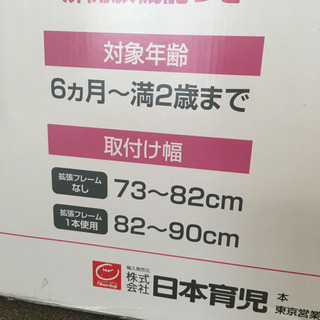 対象年齢
6ヵ月～満2歳まで
取付け幅
拡張フレーム
なし
73～82cm
拡張フレーム
1本使用
82～90cm
輸入発売元
株式
会社
日本育児
本
東京営業